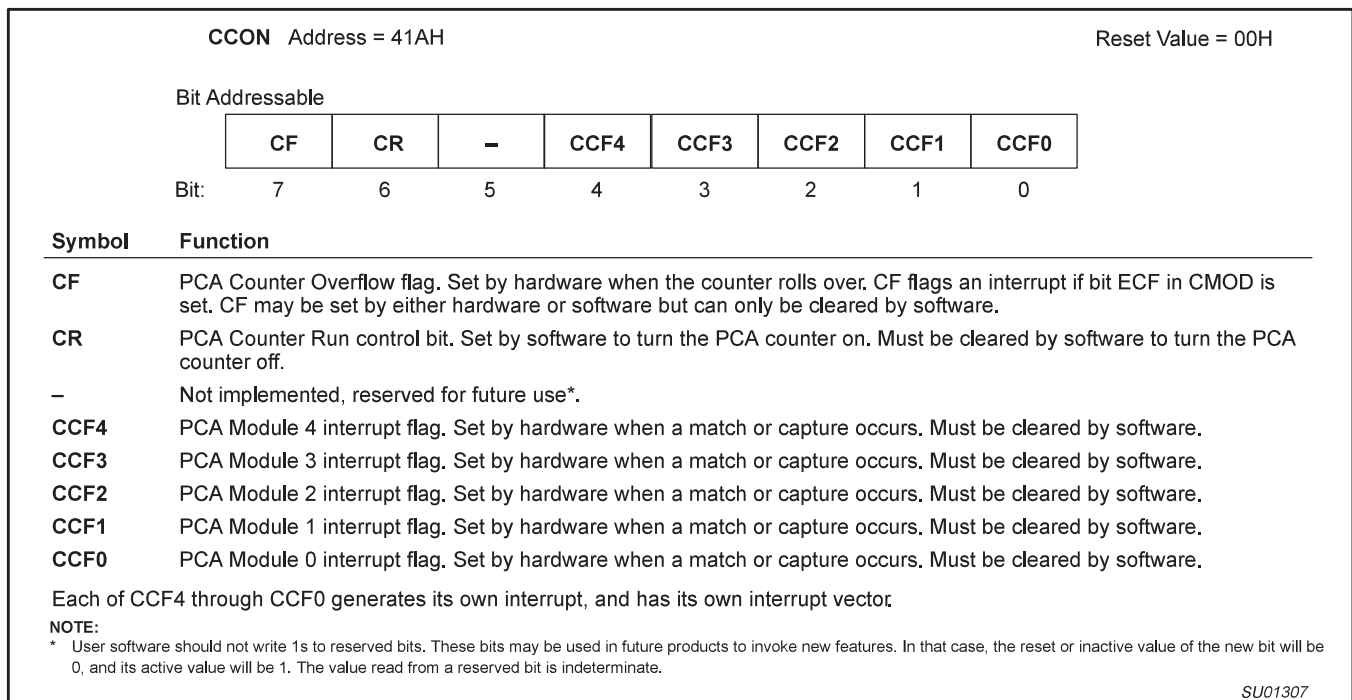 CCON Address = 41AH Reset Value = 00H
Bit Addressable
CF CR – CCF4 CCF3 CCF2 CCF1 CCF0
Bit: 7 6 5 4 3 2 1 0
Symbol Function
CF PCA Counter Overflow flag. Set by hardware when the counter rolls over. CF flags an interrupt if bit ECF in CMOD is
set. CF may be set by either hardware or software but can only be cleared by software.
CR PCA Counter Run control bit. Set by software to turn the PCA counter on. Must be cleared by software to turn the PCA
counter off.
– Not implemented, reserved for future use*.
CCF4 PCA Module 4 interrupt flag. Set by hardware when a match or capture occurs. Must be cleared by software.
CCF3 PCA Module 3 interrupt flag. Set by hardware when a match or capture occurs. Must be cleared by software.
CCF2 PCA Module 2 interrupt flag. Set by hardware when a match or capture occurs. Must be cleared by software.
CCF1 PCA Module 1 interrupt flag. Set by hardware when a match or capture occurs. Must be cleared by software.
CCF0 PCA Module 0 interrupt flag. Set by hardware when a match or capture occurs. Must be cleared by software.
Each of CCF4 through CCF0 generates its own interrupt, and has its own interrupt vector.
NOTE:
* User software should not write 1s to reserved bits. These bits may be used in future products to invoke new features. In that case, the reset or inactive value of the new bit will be
0, and its active value will be 1. The value read from a reserved bit is indeterminate.
SU01307